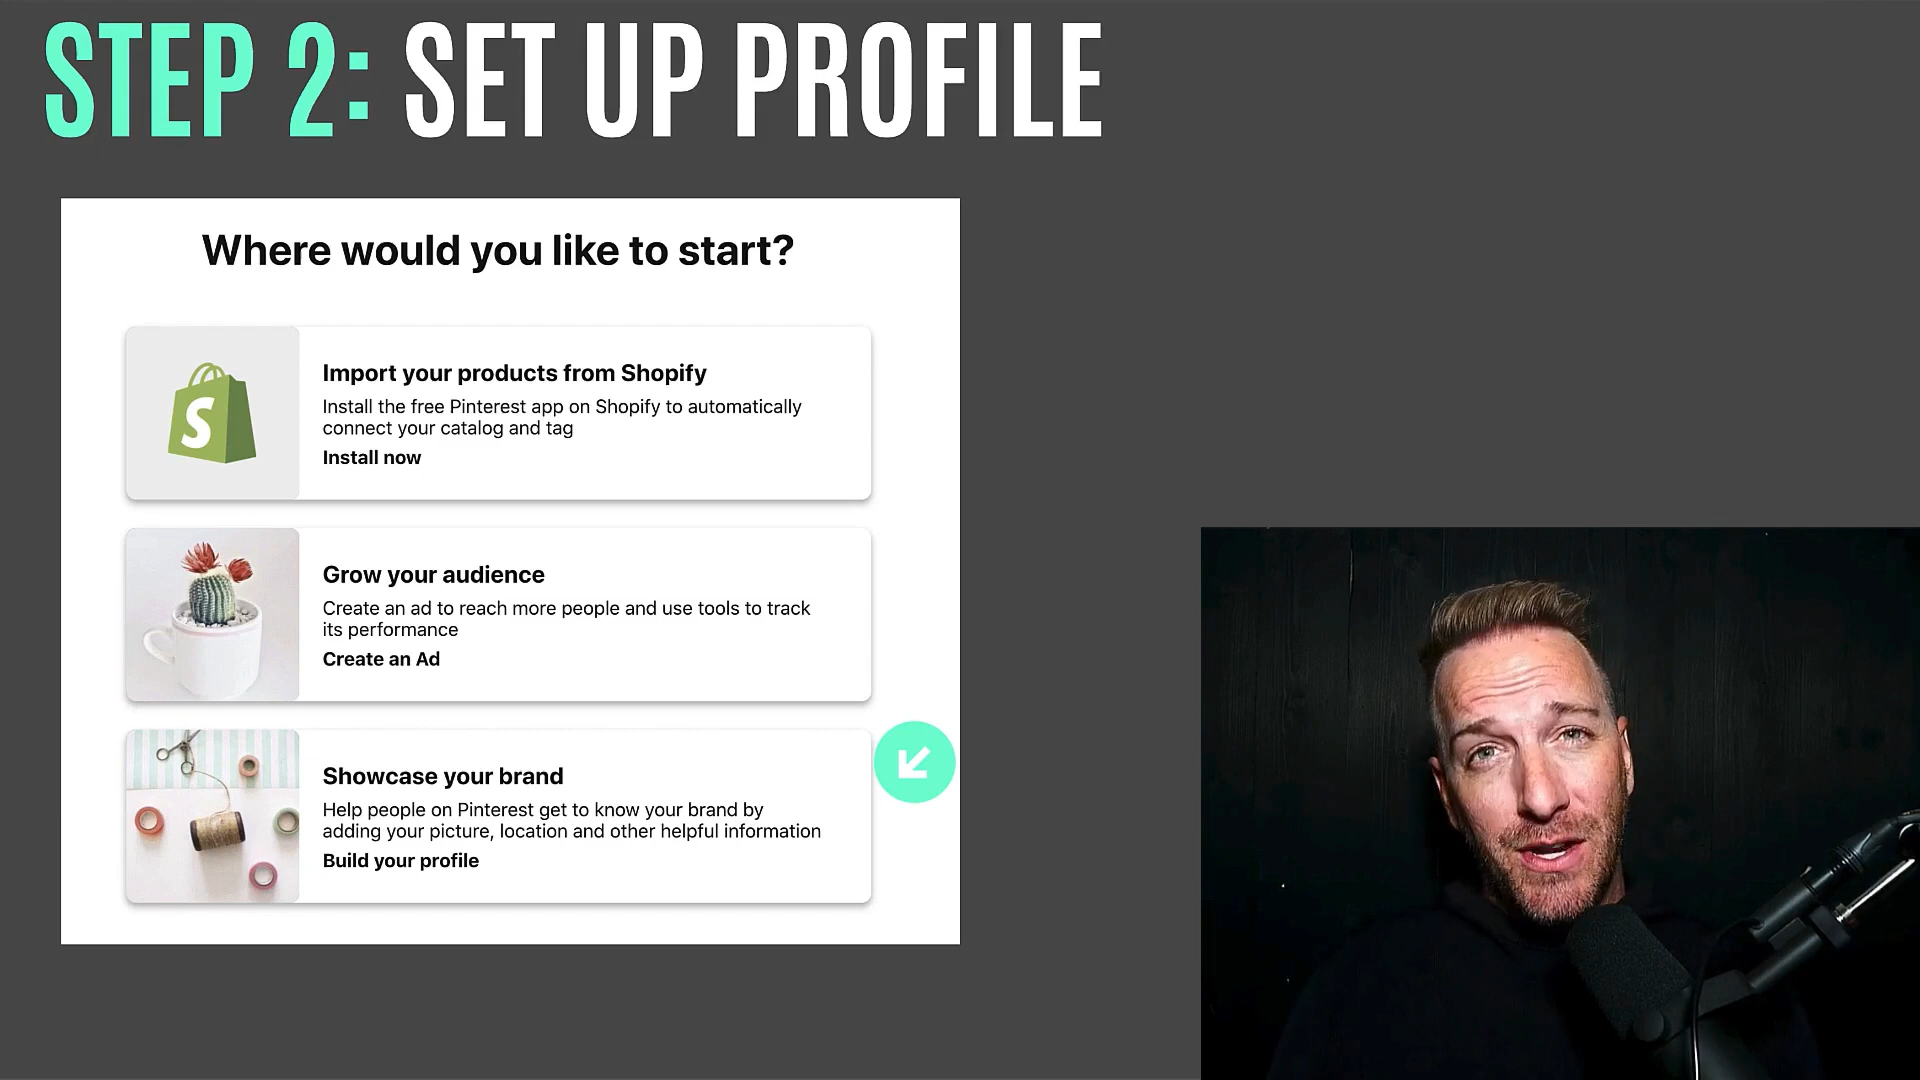 STEP 2: SET UP PROFILE
Where would you like to start?
S
Import your products from Shopify
Install the free Pinterest app on Shopify to automatically
connect your catalog and tag
Install now
Grow your audience
Create an ad to reach more people and use tools to track
its performance
Create an Ad
Showcase your brand
Help people on Pinterest get to know your brand by
adding your picture, location and other helpful information
Build your profile